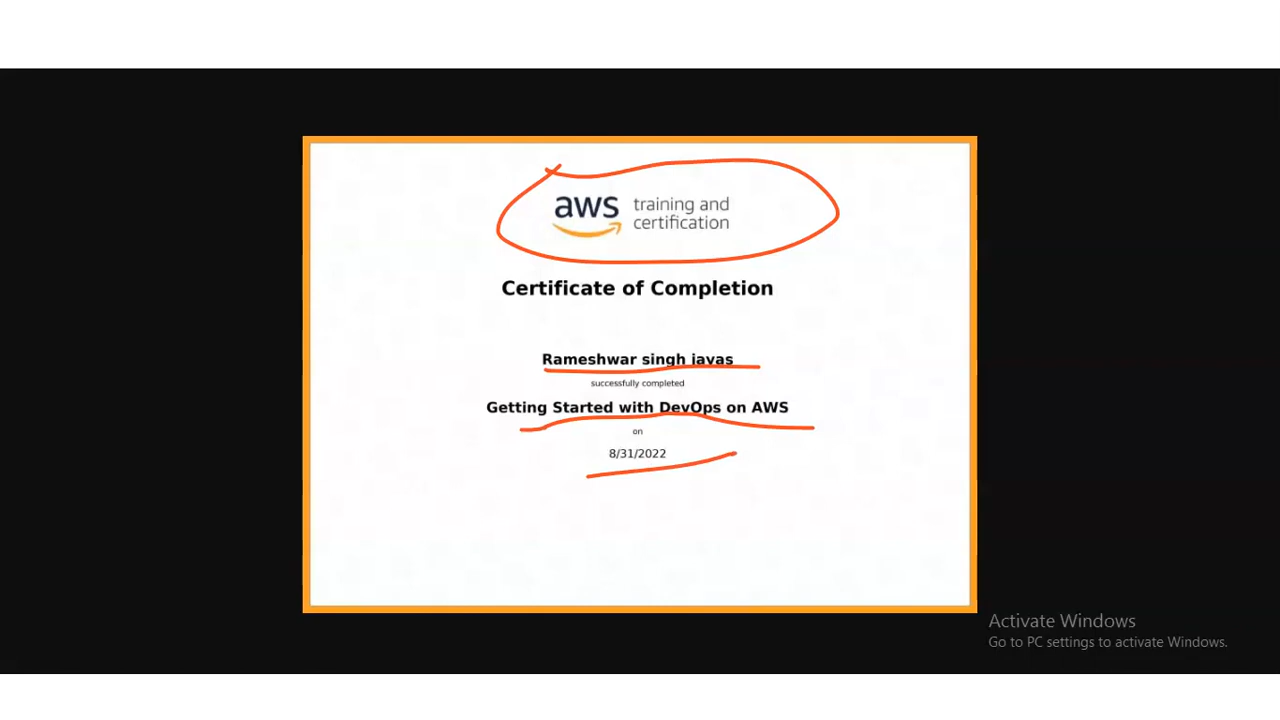 aws training and
certification
Certificate of Completion
Rameshwar singh javas
successfully completed
Getting Started with DevOps on AWS
on
8/31/2022
Activate Windows
Go to PC settings to activate Windows.